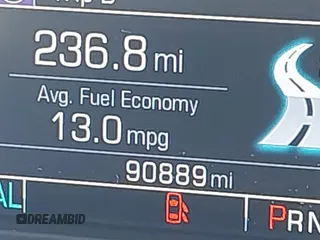 236.8 mi
Avg. Fuel Economy
13.0 mpg
90889 mi
PRN
DREAMBID